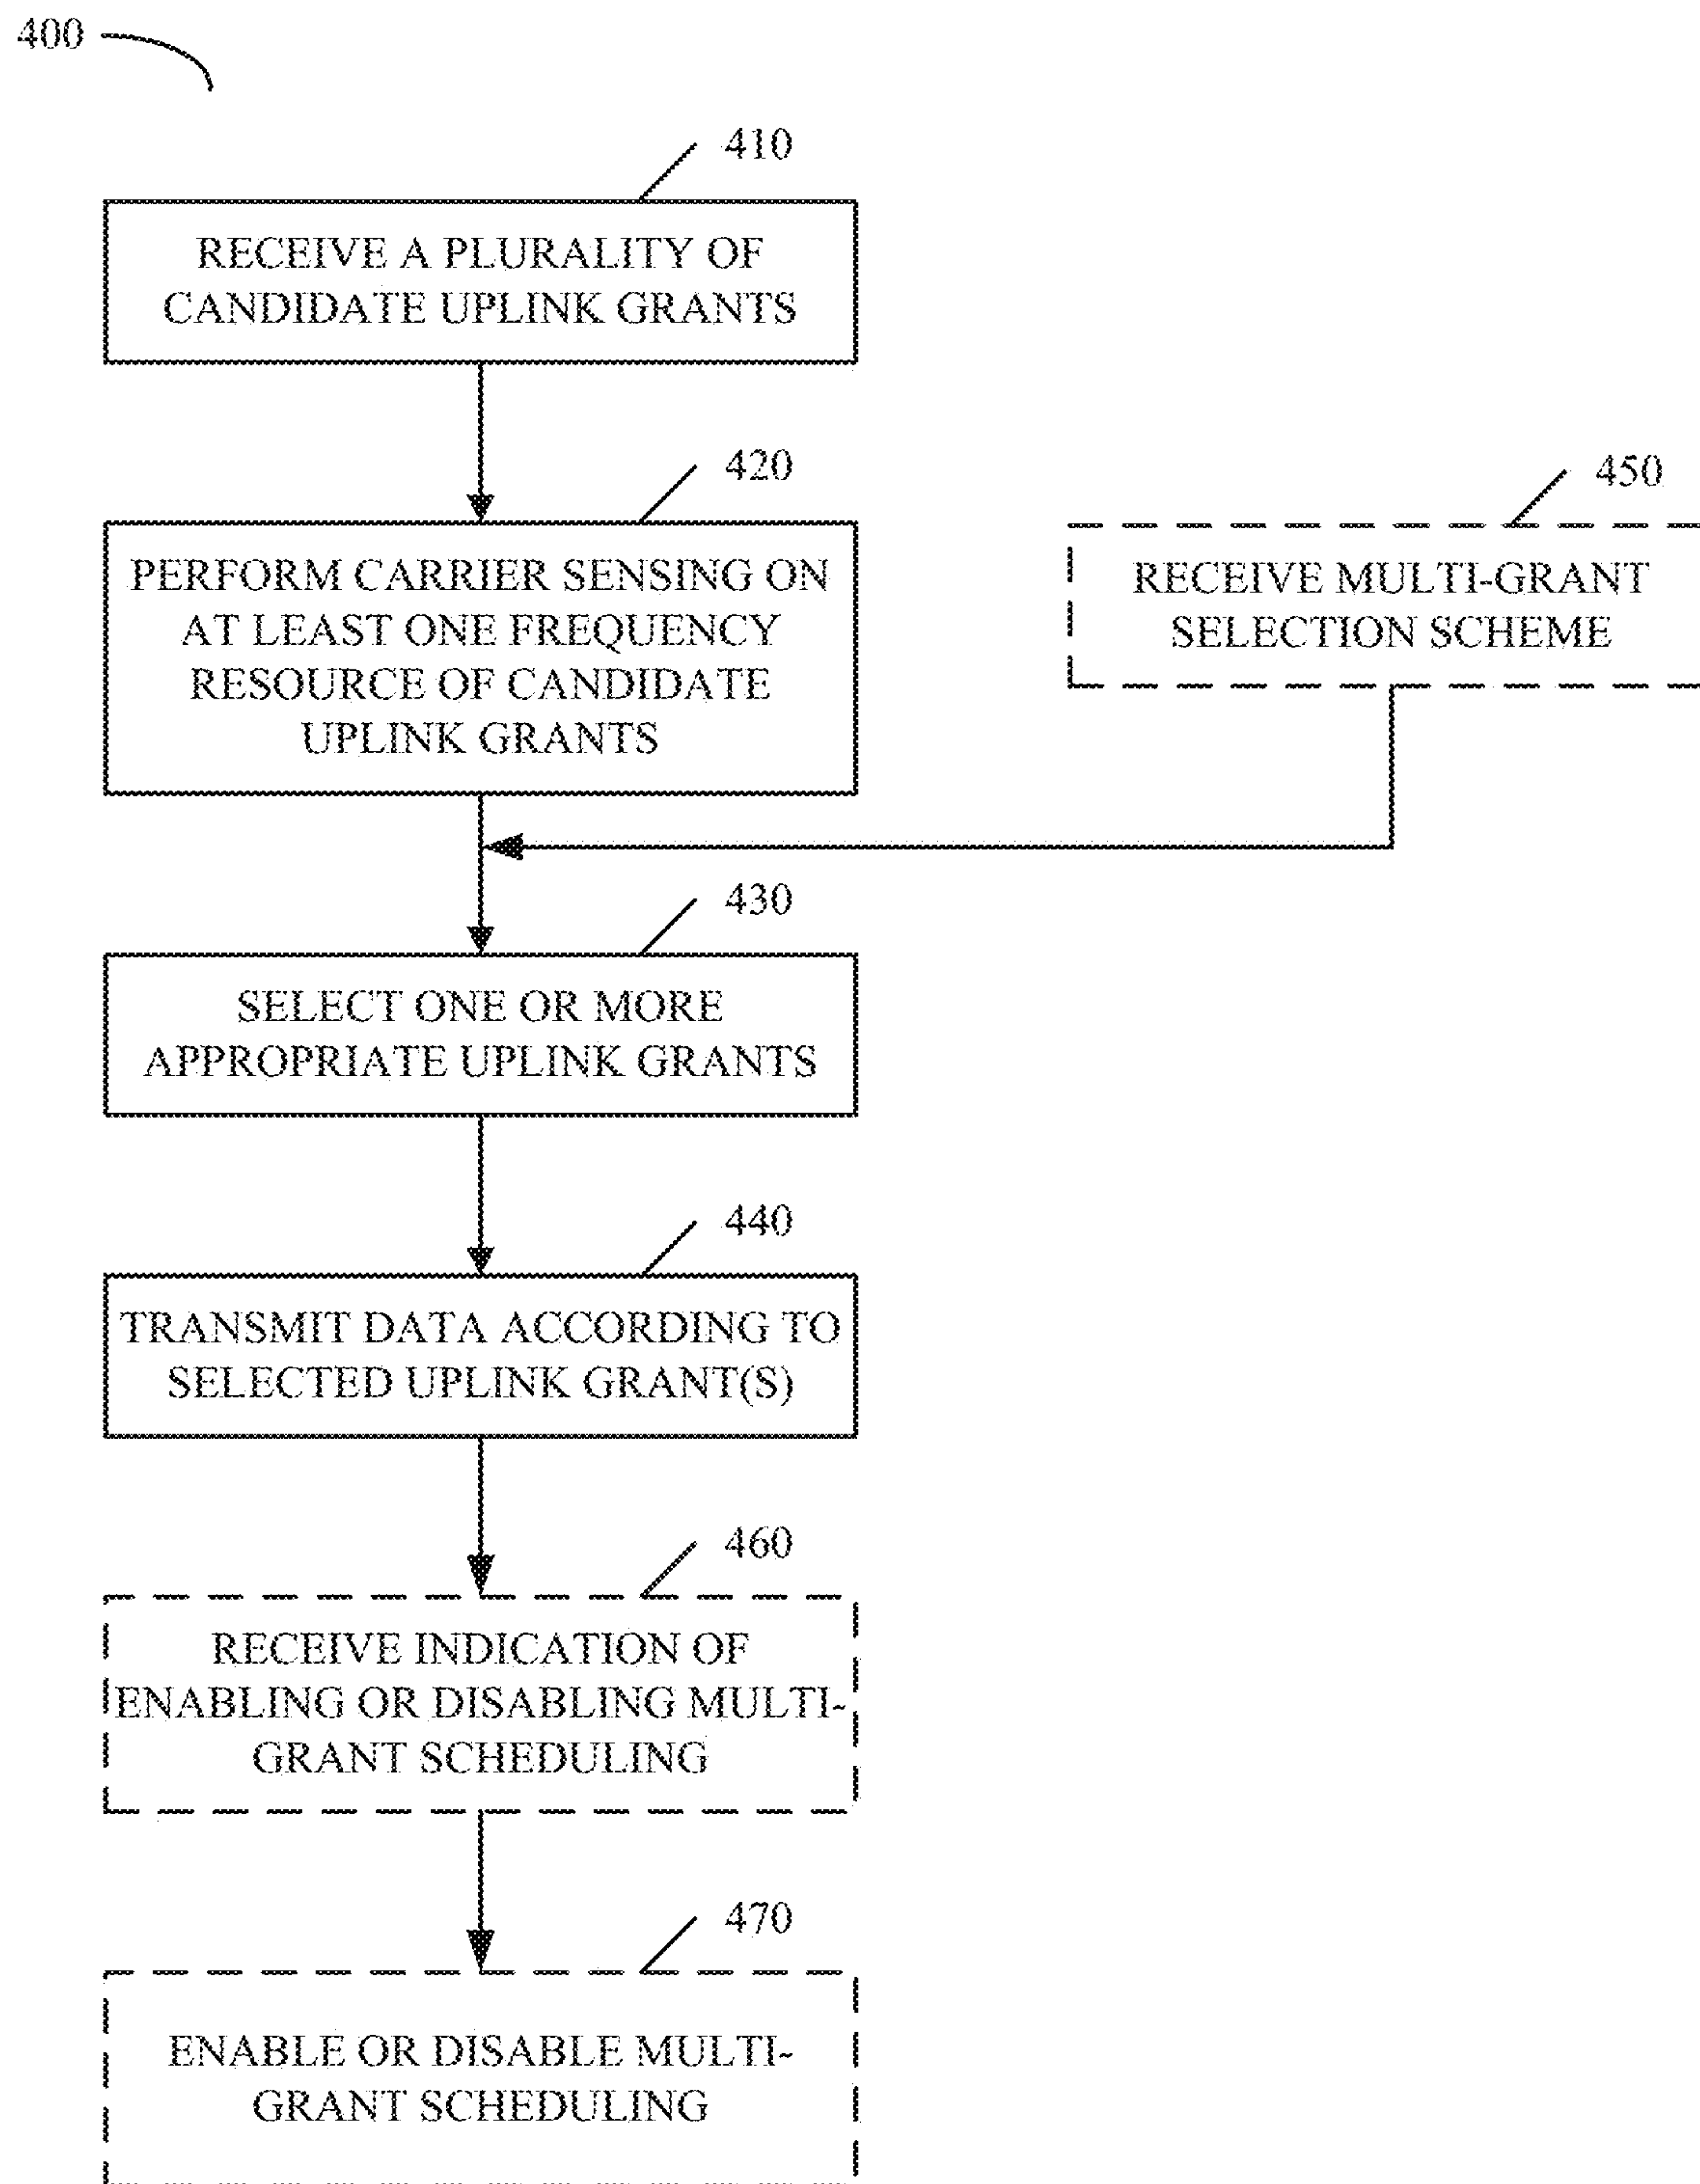 400
410
RECEIVE A PLURALITY OF
CANDIDATE UPLINK GRANTS
420
PERFORM CARRIER SENSING ON
AT LEAST ONE FREQUENCY
RESOURCE OF CANDIDATE
UPLINK GRANTS
450
RECEIVE MULTI-GRANT
SELECTION SCHEME
430
SELECT ONE OR MORE
APPROPRIATE UPLINK GRANTS
440
TRANSMIT DATA ACCORDING TO
SELECTED UPLINK GRANT(S)
460
RECEIVE INDICATION OF
ENABLING OR DISABLING MULTI-
GRANT SCHEDULING
470
ENABLE OR DISABLE MULTI-
GRANT SCHEDULING